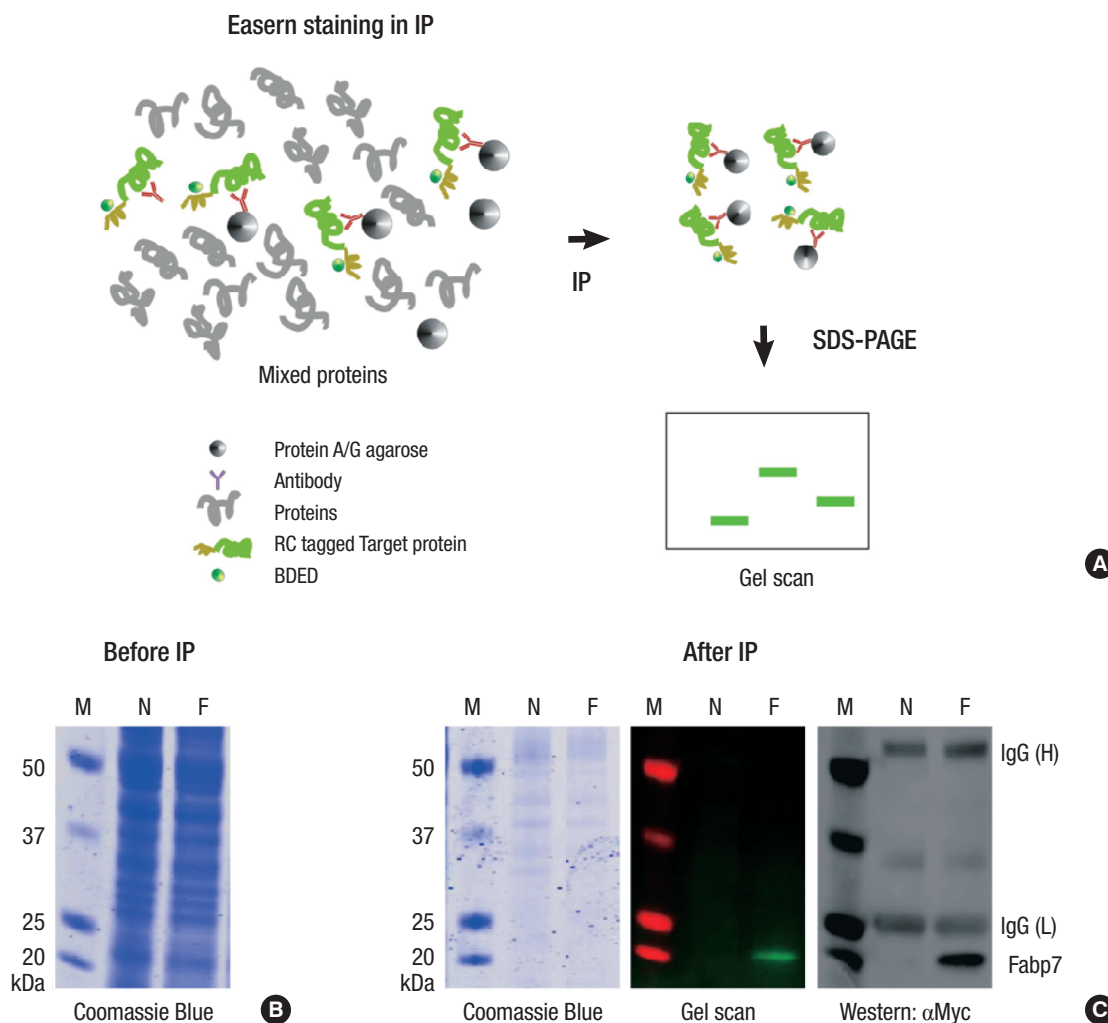 Easern staining in IP
Mixed proteins
IP
SDS-PAGE
Protein A/G agarose
Antibody
Proteins
RC tagged Target protein
BDED
Gel scan
A
Before IP
M N F
50
37
25
20
kDa
Coomassie Blue
B
After IP
M N F M N F M N F
50
37
25
20
kDa
IgG (H)
IgG (L)
Fabp7
Coomassie Blue
Gel scan
Western: αMyc
C